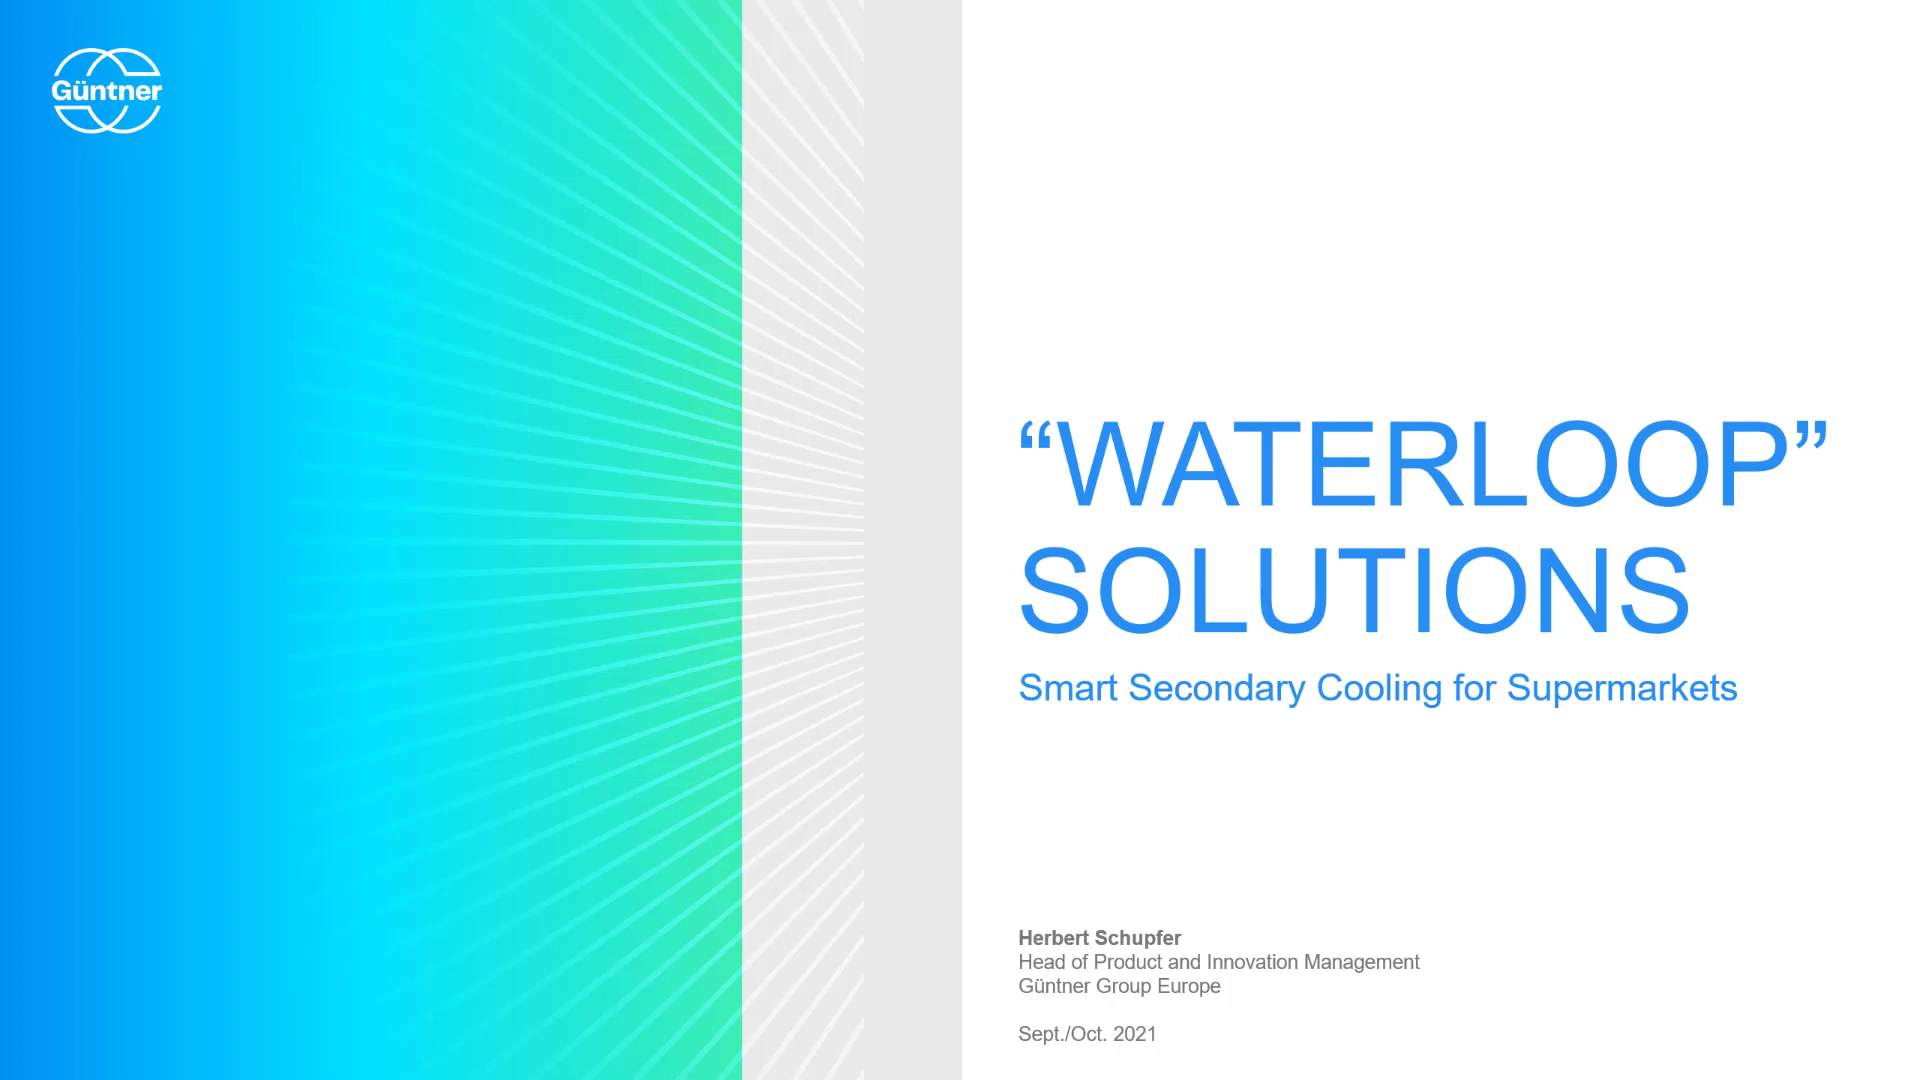 Güntner
“WATERLOOP”
SOLUTIONS
Smart Secondary Cooling for Supermarkets
Herbert Schupfer
Head of Product and Innovation Management
Güntner Group Europe
Sept./Oct. 2021